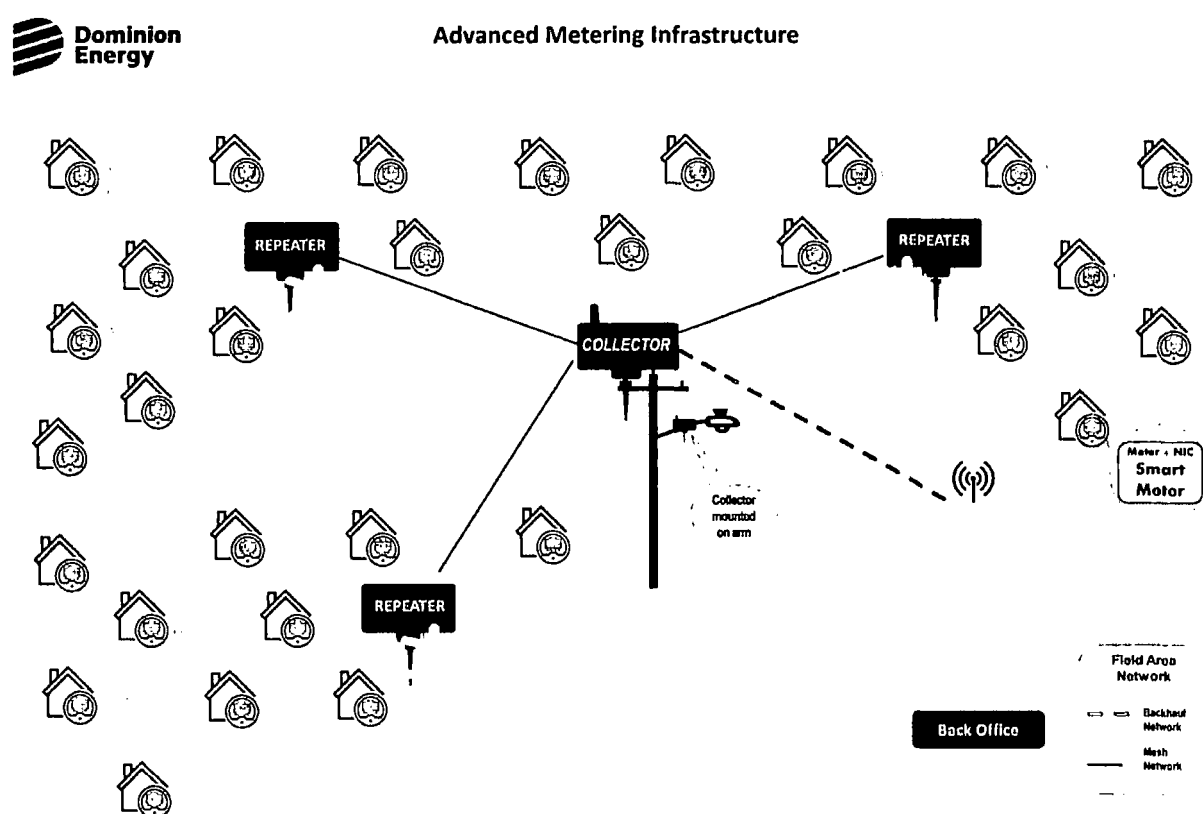 Dominion
Energy
Advanced Metering Infrastructure
REPEATER
REPEATER
COLLECTOR
Collector
mounted
on arm
Meter + NIC
Smart
Motor
REPEATER
Field Area
Network
Backhaul
Network
Mesh
Network
Back Office